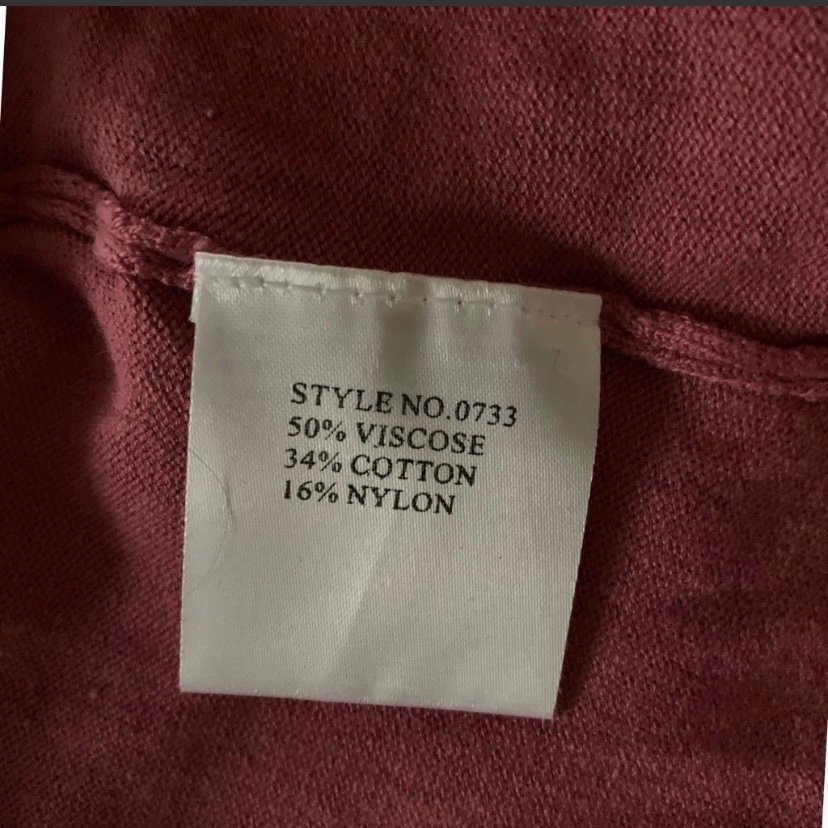 STYLE NO.0733
50% VISCOSE
34% COTTON
16% NYLON